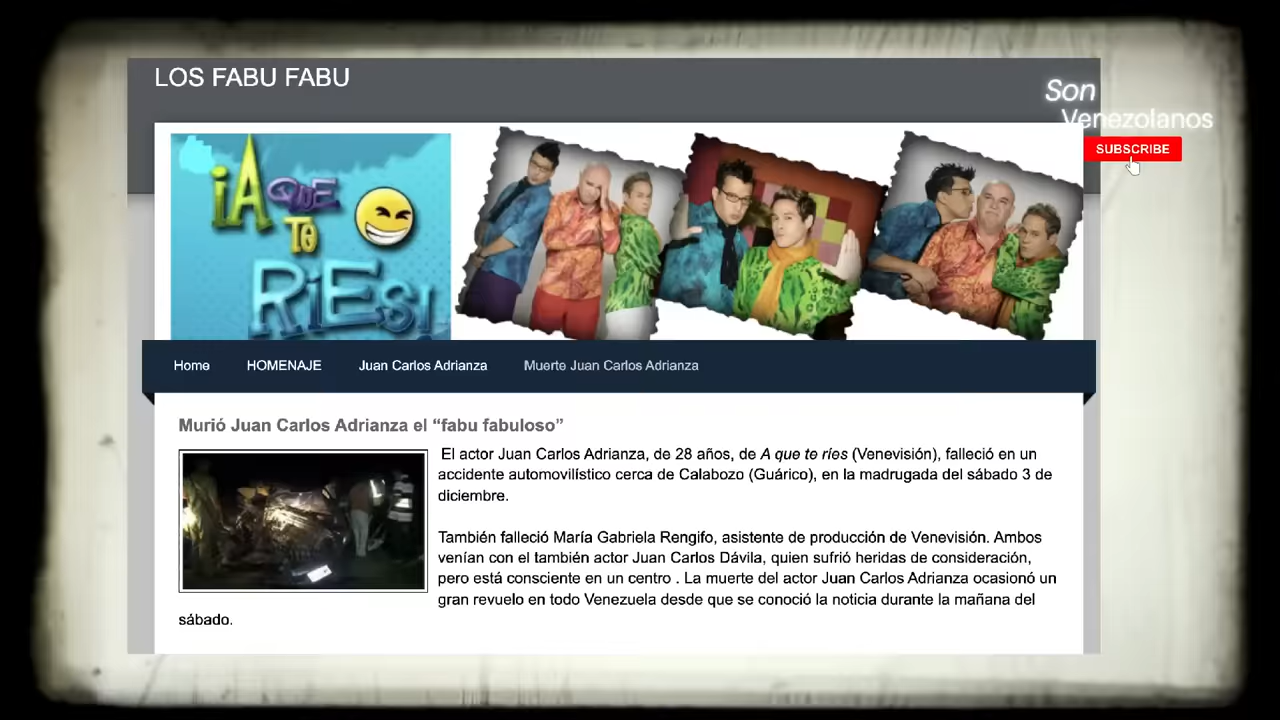 LOS FABU FABU
Son
Venezolanos
SUBSCRIBE
¡A QUE
TE
RiES!
Home HOMENAJE Juan Carlos Adrianza Muerte Juan Carlos Adrianza
Murió Juan Carlos Adrianza el “fabu fabuloso”
El actor Juan Carlos Adrianza, de 28 años, de A que te ríes (Venevisión), falleció en un
accidente automovilístico cerca de Calabozo (Guárico), en la madrugada del sábado 3 de
diciembre.
También falleció María Gabriela Rengifo, asistente de producción de Venevisión. Ambos
venían con el también actor Juan Carlos Dávila, quien sufrió heridas de consideración,
pero está consciente en un centro . La muerte del actor Juan Carlos Adrianza ocasionó un
gran revuelo en todo Venezuela desde que se conoció la noticia durante la mañana del
sábado.